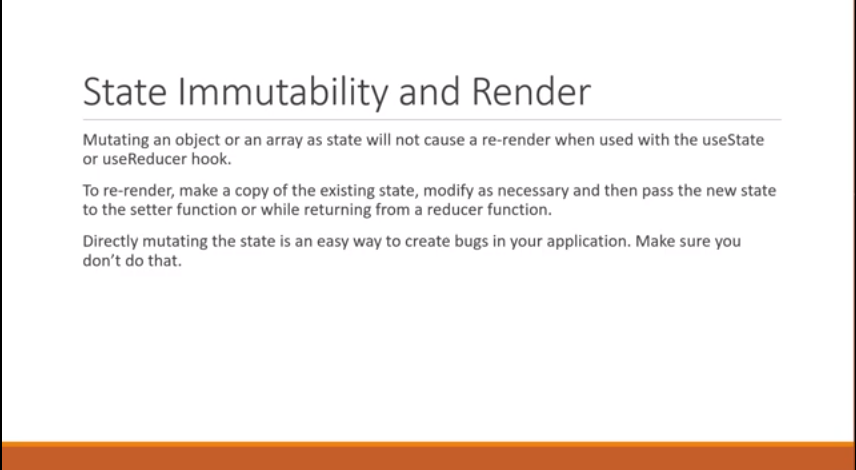 State Immutability and Render
Mutating an object or an array as state will not cause a re-render when used with the useState
or useReducer hook.
To re-render, make a copy of the existing state, modify as necessary and then pass the new state
to the setter function or while returning from a reducer function.
Directly mutating the state is an easy way to create bugs in your application. Make sure you
don't do that.